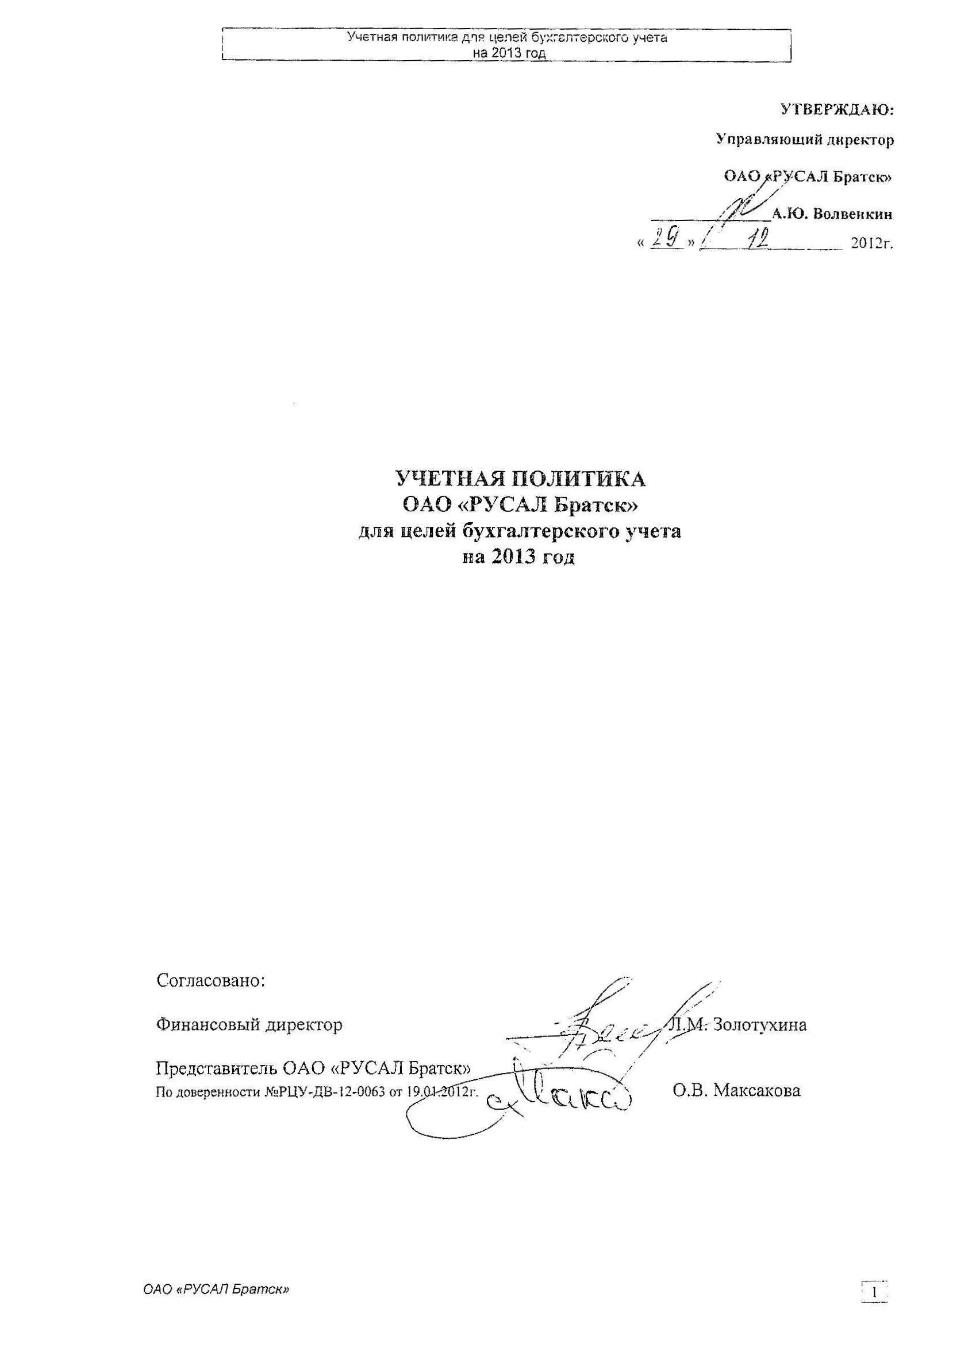 Учетная политика для целей бухгалтерского учета
на 2013 год
УТВЕРЖДАЮ:
Управляющий директор
ОАО «РУСАЛ Братск»
А.Ю. Волвенкин
« 29 » 12 2012г.
УЧЕТНАЯ ПОЛИТИКА
ОАО «РУСАЛ Братск»
для целей бухгалтерского учета
на 2013 год
Согласовано:
Финансовый директор Л.М. Золотухина
Представитель ОАО «РУСАЛ Братск»
По доверенности №РЦУ-ДВ-12-0063 от 19.01.2012г. О.В. Максакова
ОАО «РУСАЛ Братск» 1